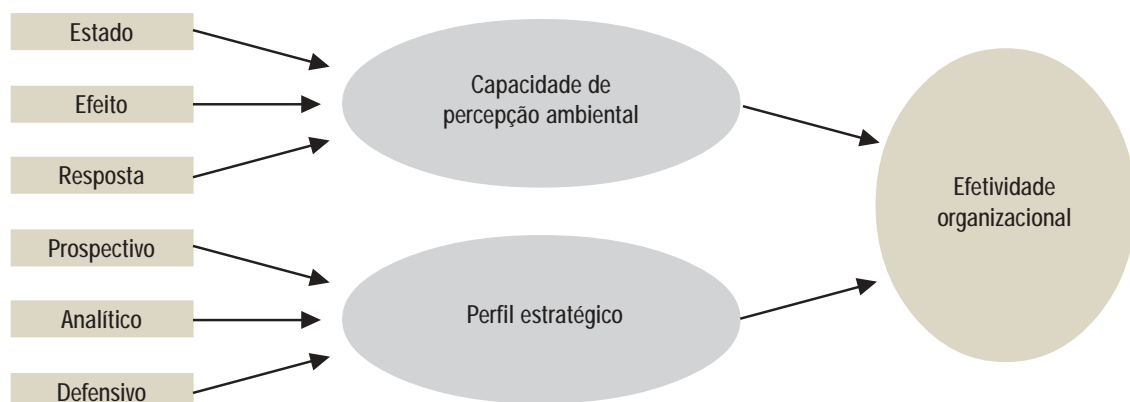 Estado
Efeito
Resposta
Prospectivo
Analítico
Defensivo
Capacidade de
percepção ambiental
Perfil estratégico
Efetividade
organizacional